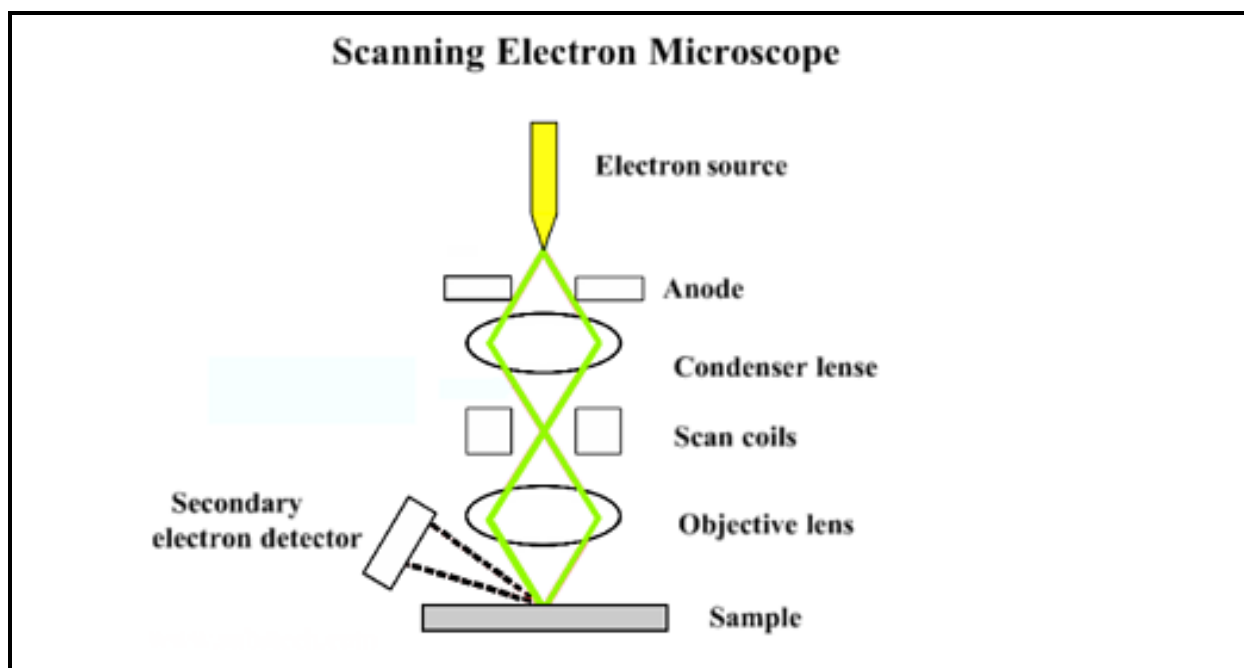 Scanning Electron Microscope
Electron source
Anode
Condenser lense
Scan coils
Secondary
electron detector
Objective lens
Sample